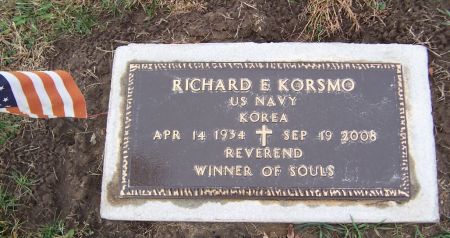 RICHARD E KORSMO
US NAVY
KOREA
APR 14 1934 SEP 19 2008
REVEREND
WINNER OF SOULS